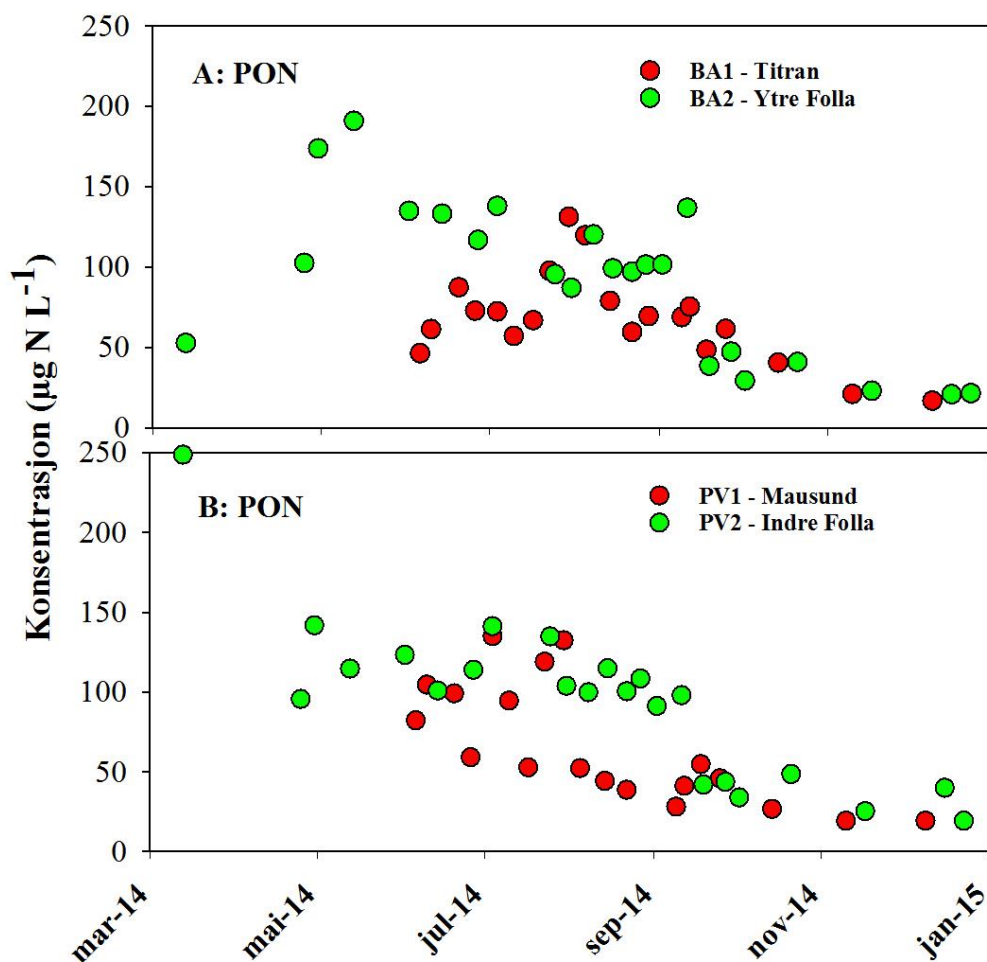 250
A: PON
BA1 - Titran
BA2 - Ytre Folla
200
150
100
50
0
Konsentrasjon (µg N L-1)
250
B: PON
PV1 - Mausund
PV2 - Indre Folla
200
150
100
50
0
mar-14
mai-14
jul-14
sep-14
nov-14
jan-15